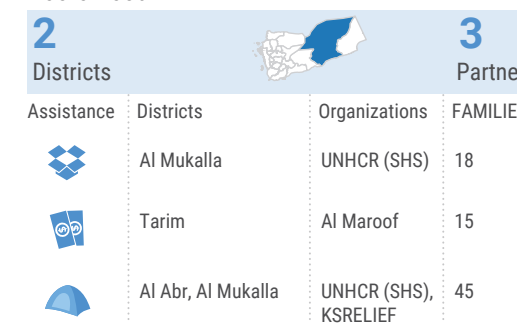 2
Districts
3
Partne
Assistance Districts Organizations FAMILIE
Al Mukalla UNHCR (SHS) 18
Tarim Al Maroof 15
Al Abr, Al Mukalla UNHCR (SHS), 45
KSRELIEF